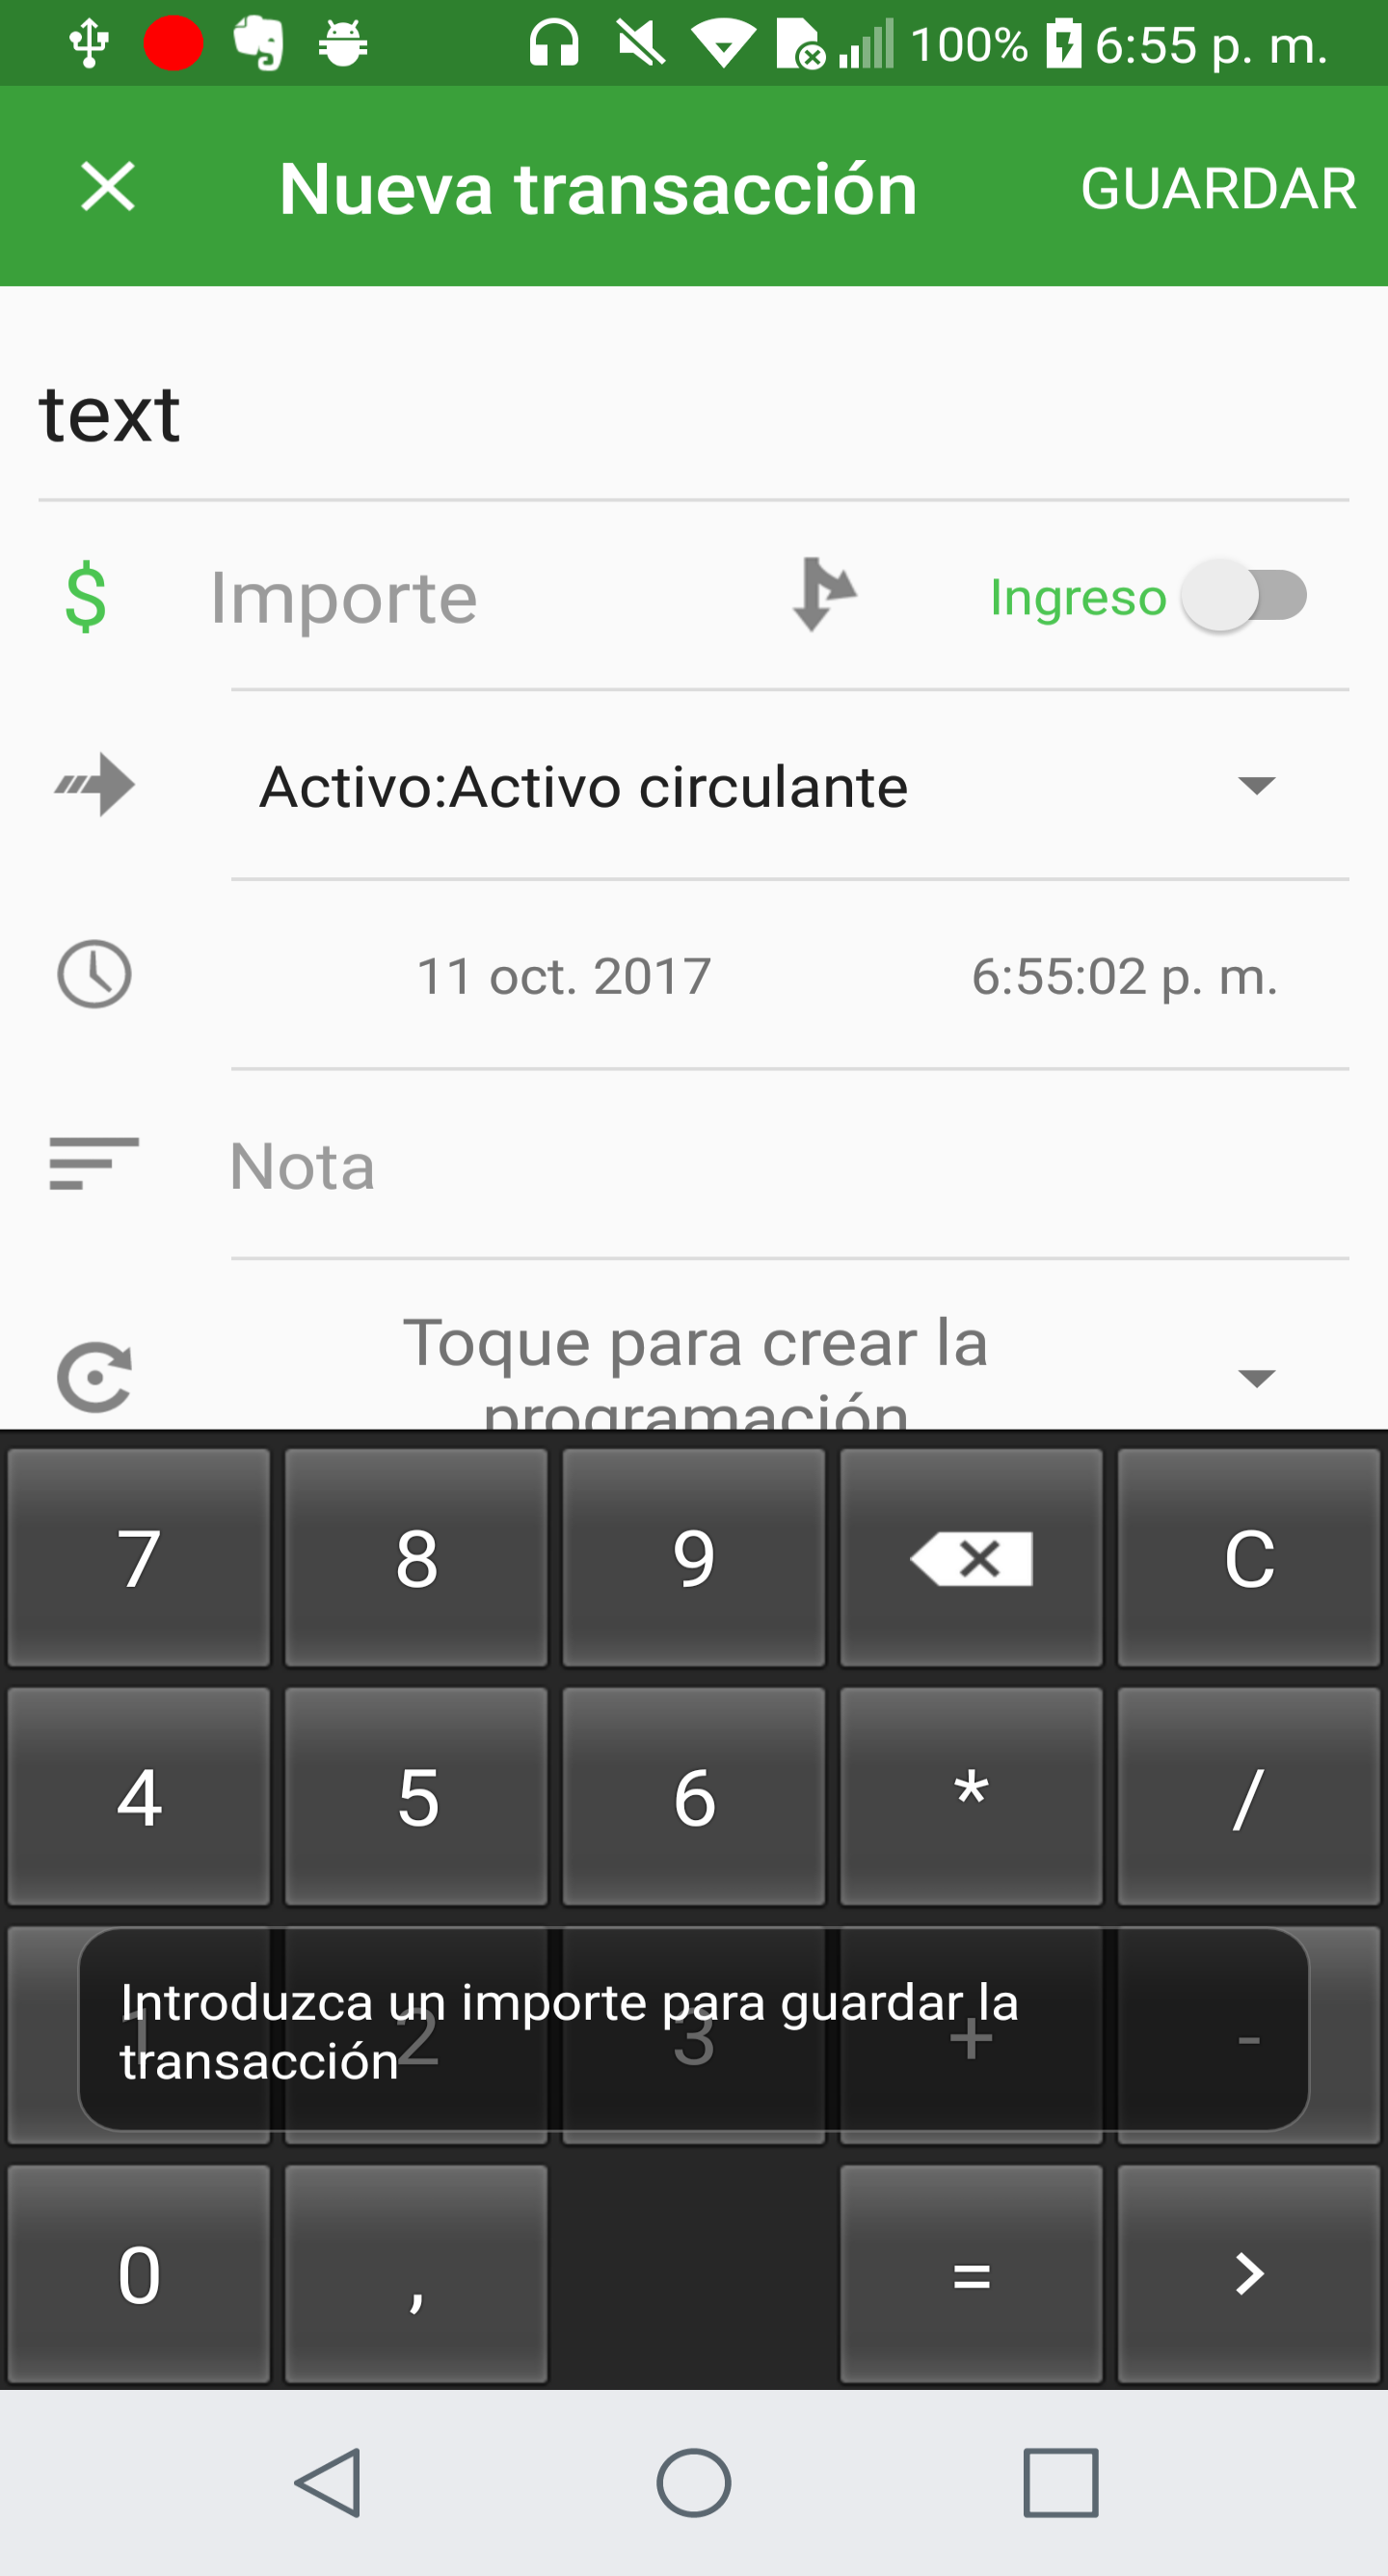 100% 6:55 p. m.
Nueva transacción GUARDAR
text
$ Importe Ingreso
Activo:Activo circulante
11 oct. 2017 6:55:02 p. m.
Nota
Toque para crear la
programación
7 8 9 C
4 5 6 * /
1 2 3 + -
Introduzca un importe para guardar la
transacción
0 , = >